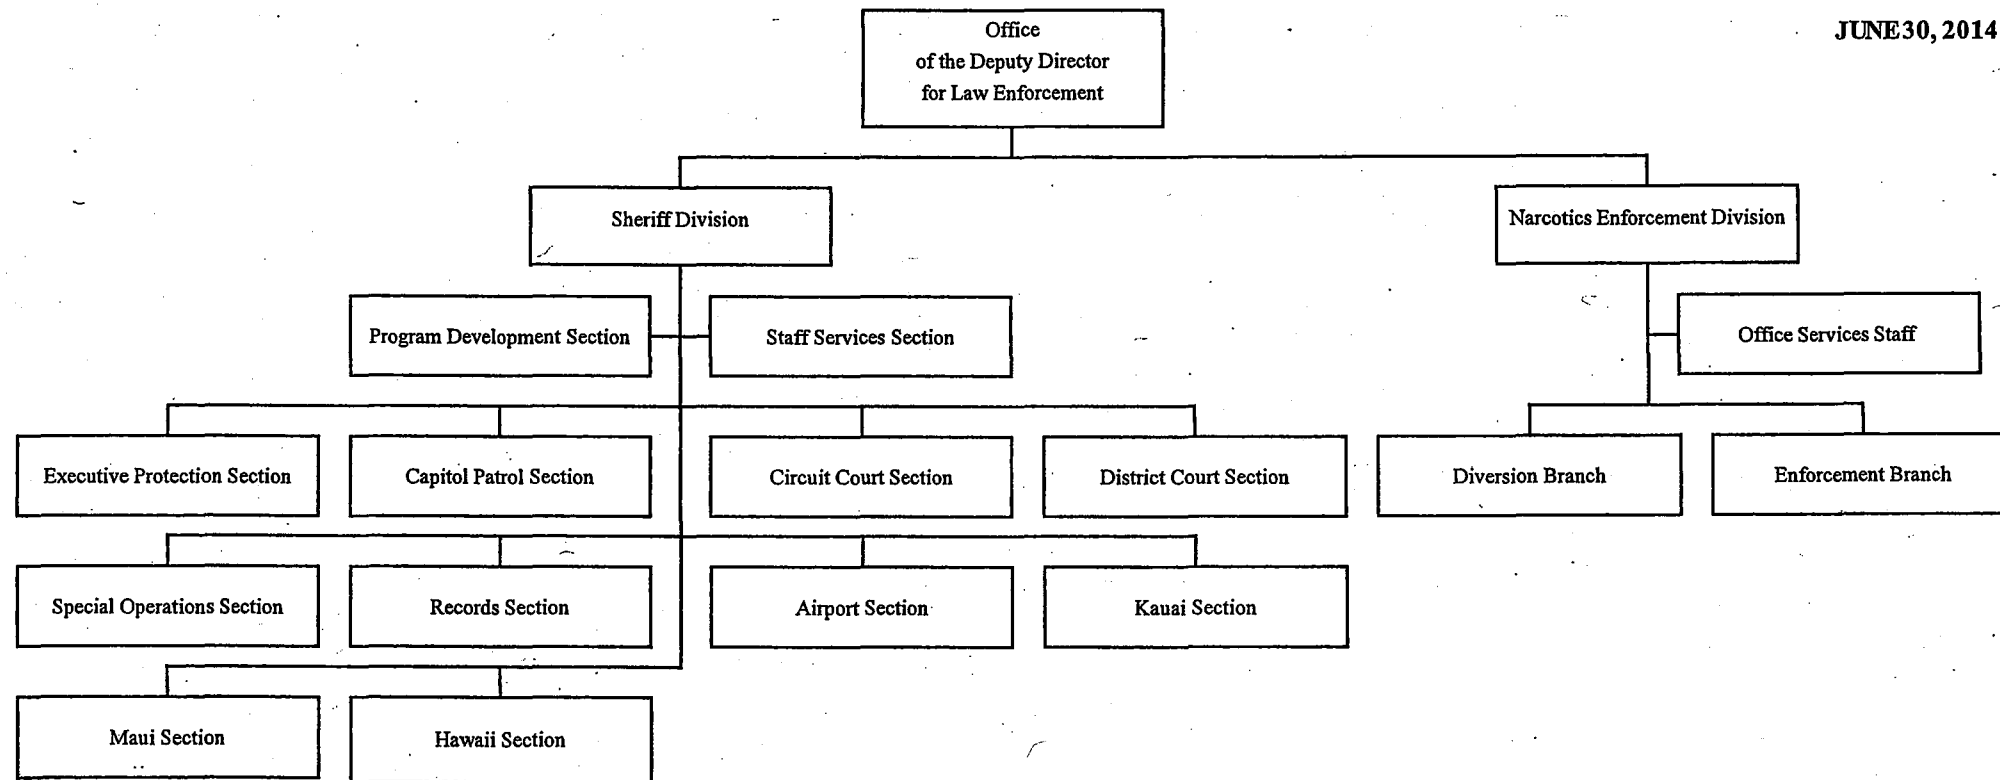 JUNE 30, 2014
Office
of the Deputy Director
for Law Enforcement
Sheriff Division
Narcotics Enforcement Division
Program Development Section
Staff Services Section
Office Services Staff
Executive Protection Section
Capitol Patrol Section
Circuit Court Section
District Court Section
Diversion Branch
Enforcement Branch
Special Operations Section
Records Section
Airport Section
Kauai Section
Maui Section
Hawaii Section